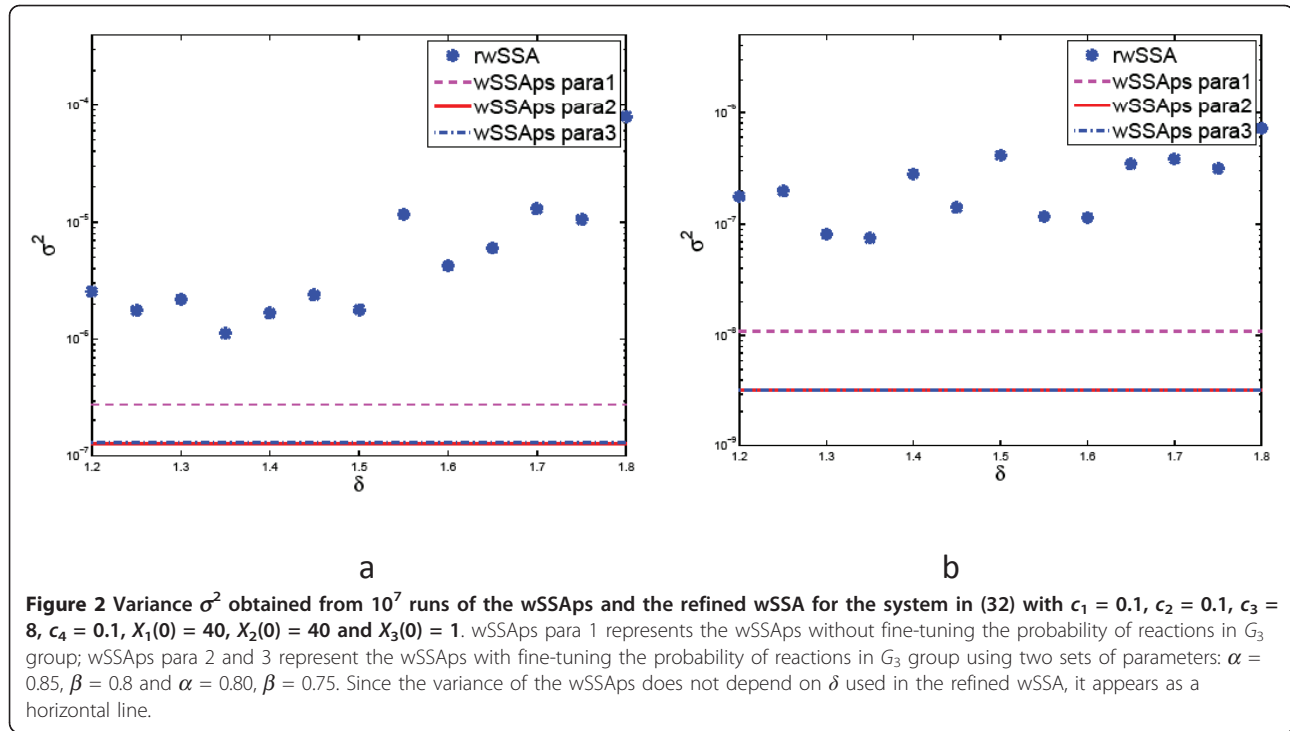 rwSSA
wSSAps para1
wSSAps para2
wSSAps para3
10⁻⁴
10⁻⁵
10⁻⁶
10⁻⁷
σ²
1.2 1.3 1.4 1.5 1.6 1.7 1.8
δ
a
rwSSA
wSSAps para1
wSSAps para2
wSSAps para3
10⁻⁶
10⁻⁷
10⁻⁸
10⁻⁹
σ²
1.2 1.3 1.4 1.5 1.6 1.7 1.8
δ
b
Figure 2 Variance σ² obtained from 10⁷ runs of the wSSAps and the refined wSSA for the system in (32) with c₁ = 0.1, c₂ = 0.1, c₃ =
8, c₄ = 0.1, X₁(0) = 40, X₂(0) = 40 and X₃(0) = 1. wSSAps para 1 represents the wSSAps without fine-tuning the probability of reactions in G₃
group; wSSAps para 2 and 3 represent the wSSAps with fine-tuning the probability of reactions in G₃ group using two sets of parameters: α =
0.85, β = 0.8 and α = 0.80, β = 0.75. Since the variance of the wSSAps does not depend on δ used in the refined wSSA, it appears as a
horizontal line.